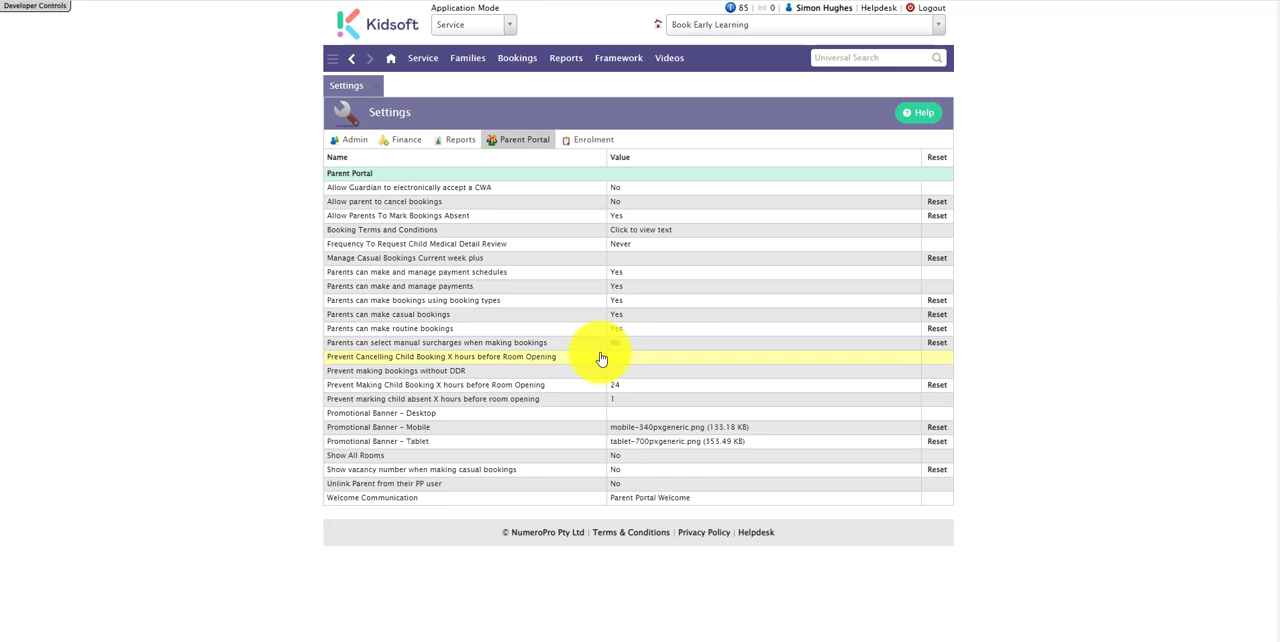 Developer Controls
Kidsoft
Application Mode
Service
85 | 0 | Simon Hughes | Helpdesk | Logout
Book Early Learning
Service Families Bookings Reports Framework Videos Universal Search
Settings
Settings Help
Admin Finance Reports Parent Portal Enrolment
Name Value Reset
Parent Portal
Allow Guardian to electronically accept a CWA No
Allow parent to cancel bookings No Reset
Allow Parents To Mark Bookings Absent Yes Reset
Booking Terms and Conditions Click to view text
Frequency To Request Child Medical Detail Review Never
Manage Casual Bookings Current week plus Reset
Parents can make and manage payment schedules Yes
Parents can make and manage payments Yes
Parents can make bookings using booking types Yes Reset
Parents can make casual bookings Yes Reset
Parents can make routine bookings Yes Reset
Parents can select manual surcharges when making bookings No Reset
Prevent Cancelling Child Booking X hours before Room Opening
Prevent making bookings without DDR
Prevent Making Child Booking X hours before Room Opening 24 Reset
Prevent marking child absent X hours before room opening 1
Promotional Banner - Desktop
Promotional Banner - Mobile mobile-340pxgeneric.png (133.18 KB) Reset
Promotional Banner - Tablet tablet-700pxgeneric.png (353.49 KB) Reset
Show All Rooms No
Show vacancy number when making casual bookings No Reset
Unlink Parent from their PP user No
Welcome Communication Parent Portal Welcome
© NumeroPro Pty Ltd | Terms & Conditions | Privacy Policy | Helpdesk